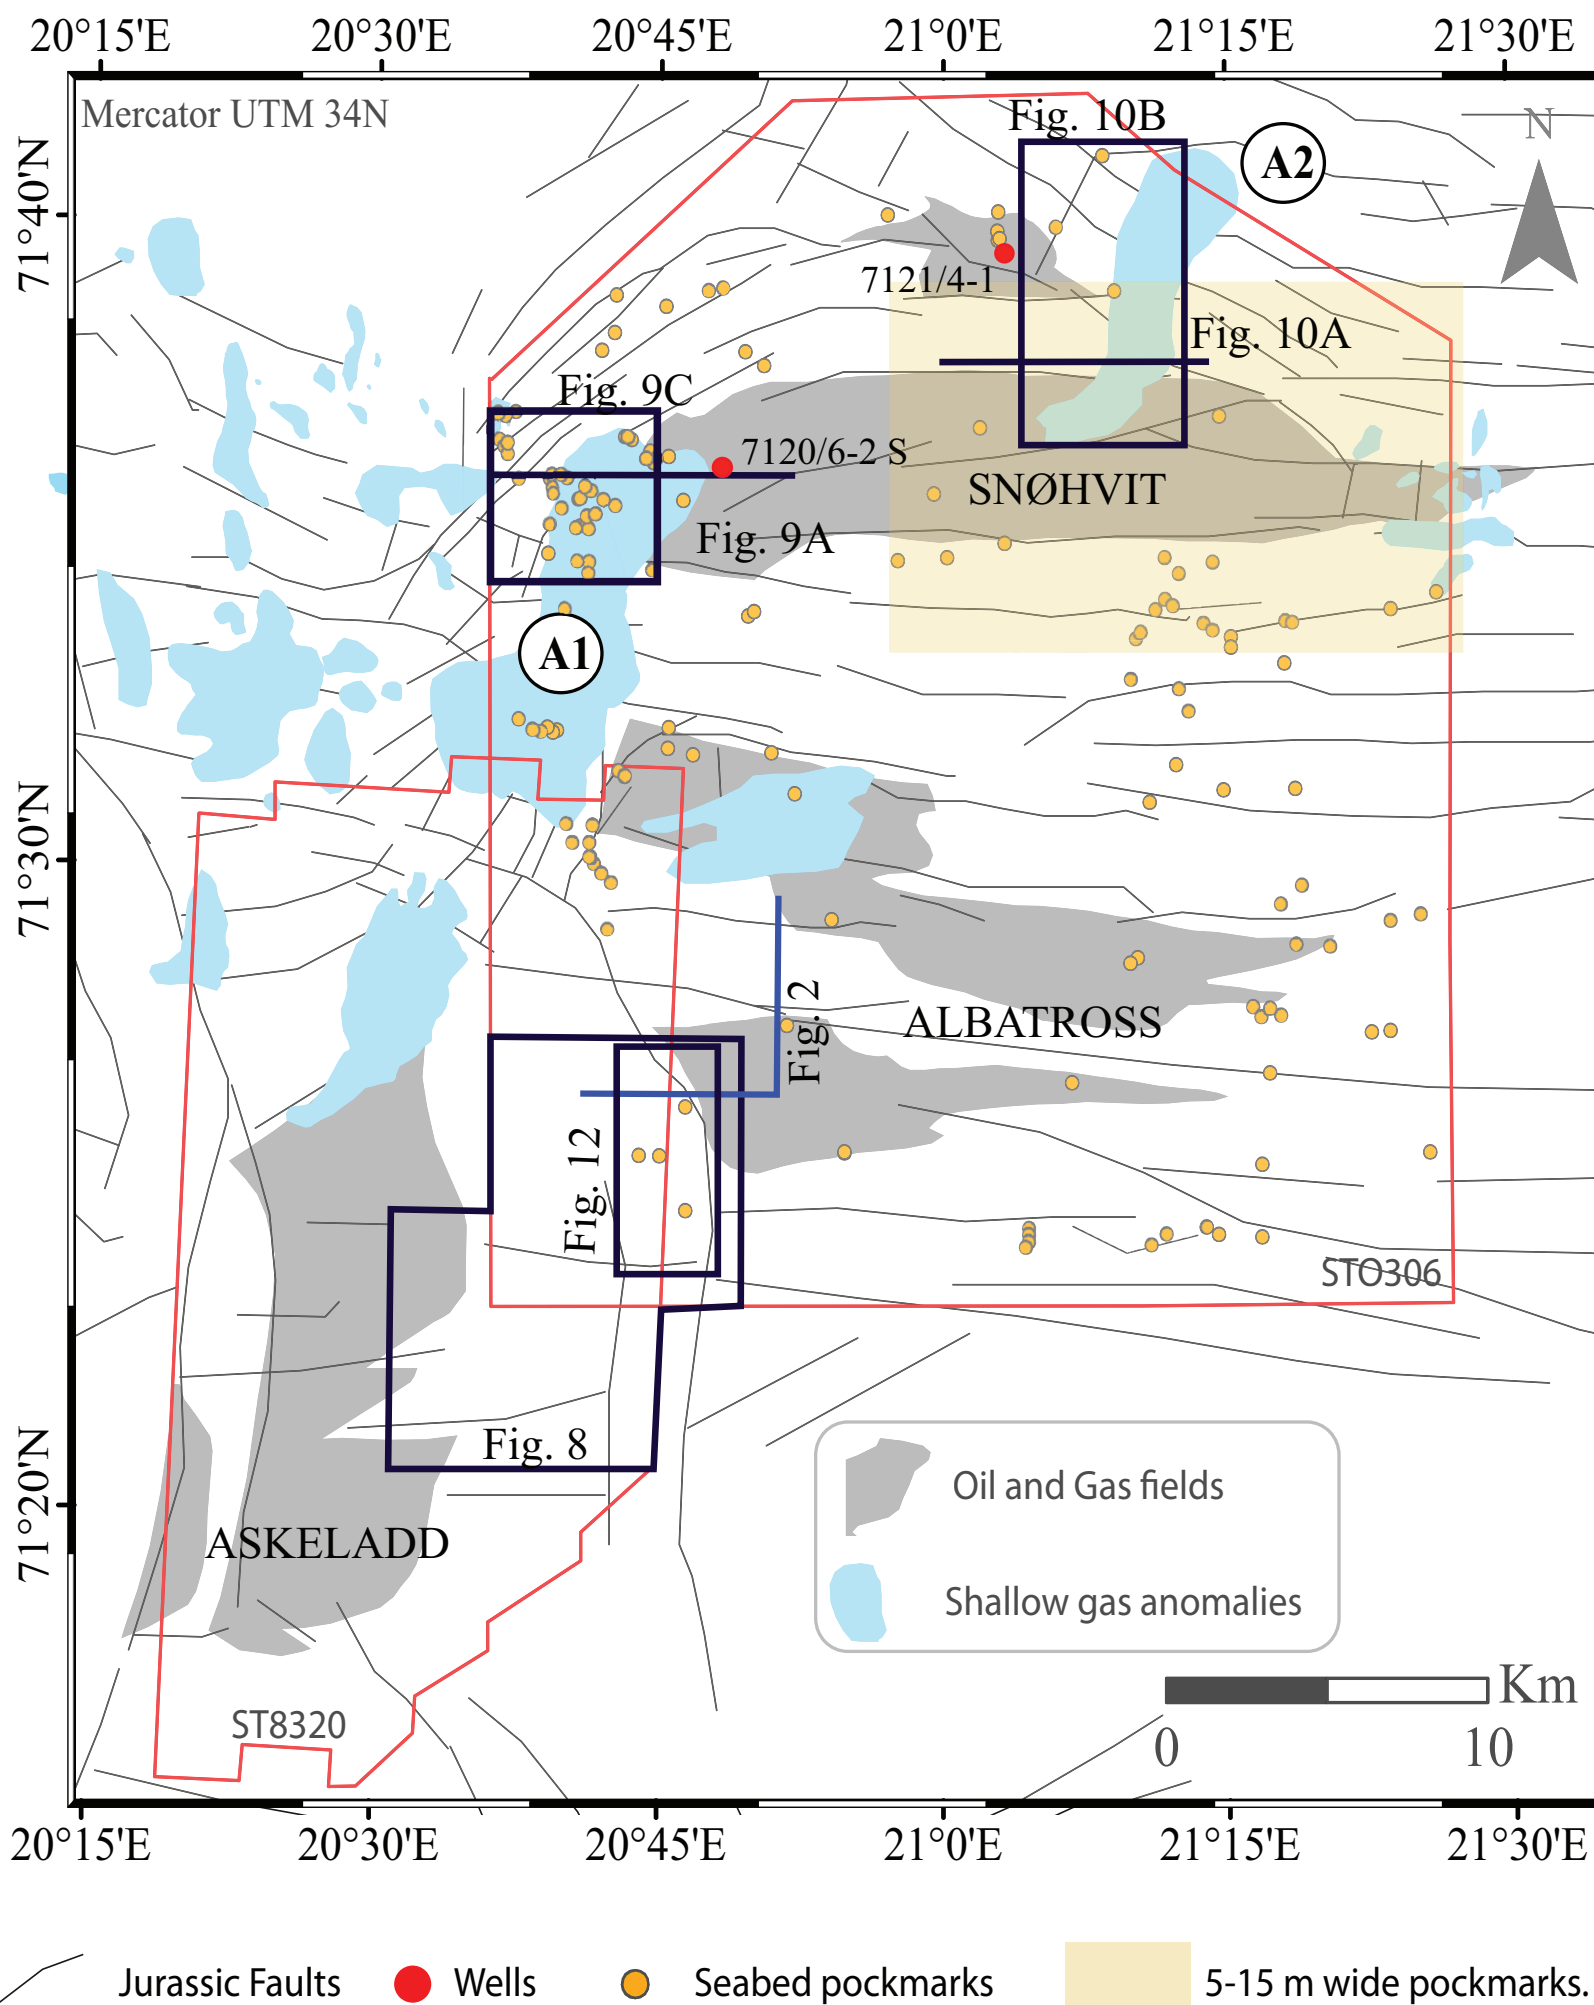 20°15'E 20°30'E 20°45'E 21°0'E 21°15'E 21°30'E
Mercator UTM 34N
Fig. 10B
N
A2
71°40'N
7121/4-1
Fig. 10A
Fig. 9C
7120/6-2 S
SNØHVIT
Fig. 9A
A1
71°30'N
Fig. 2
ALBATROSS
Fig. 12
STO306
Fig. 8
Oil and Gas fields
71°20'N
ASKELADD
Shallow gas anomalies
Km
ST8320
0 10
20°15'E 20°30'E 20°45'E 21°0'E 21°15'E 21°30'E
Jurassic Faults Wells Seabed pockmarks 5-15 m wide pockmarks.